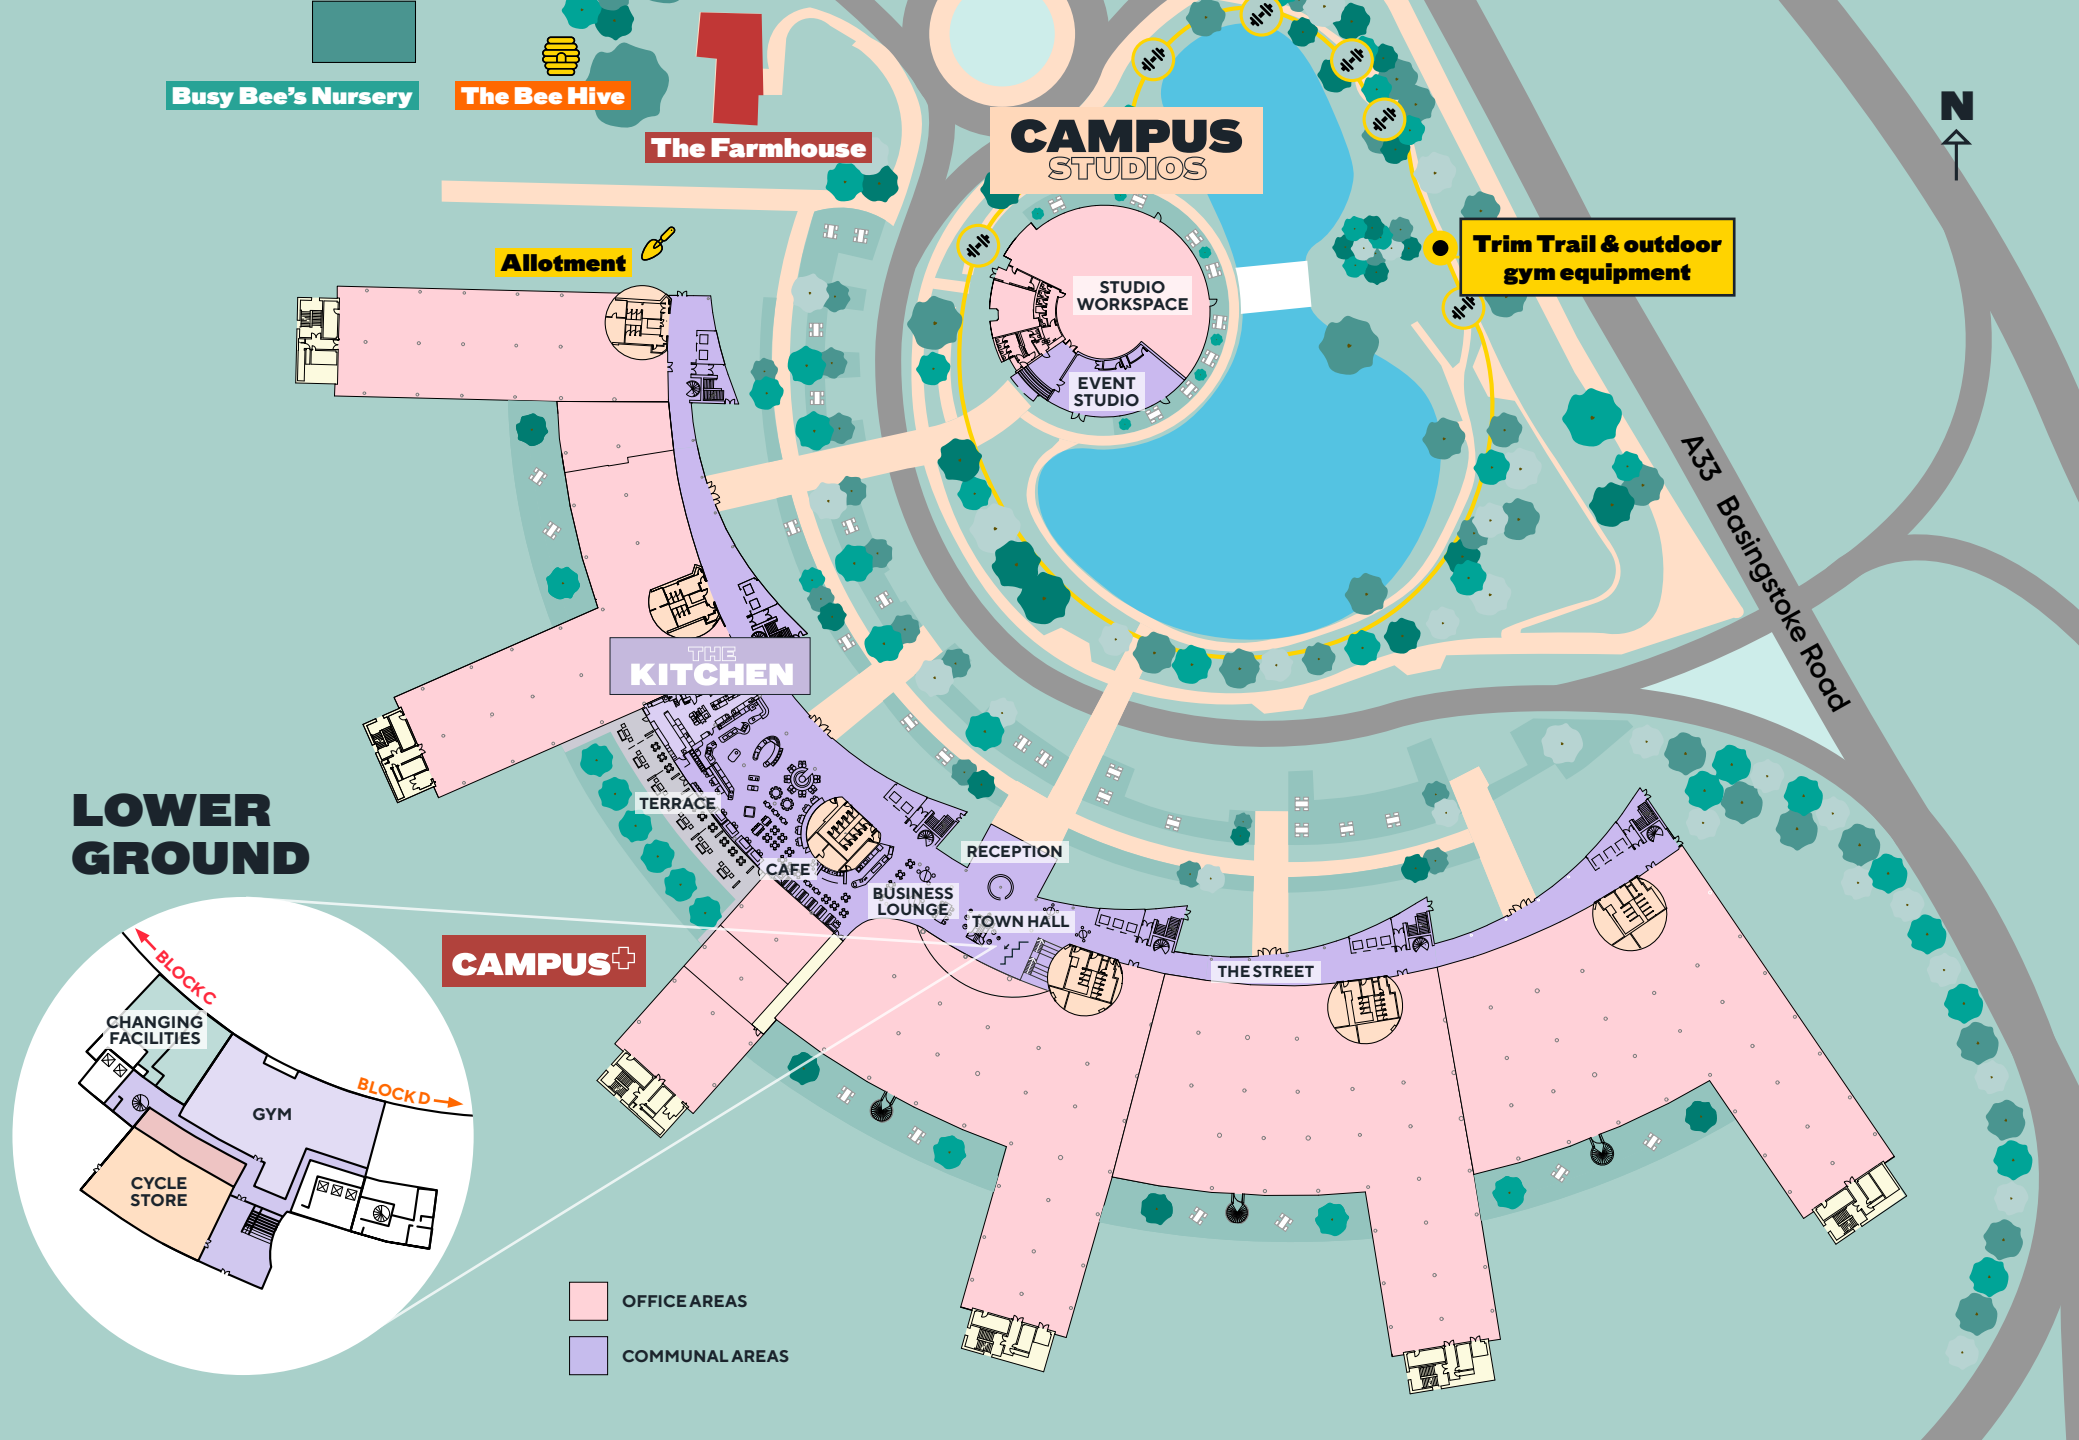 Busy Bee's Nursery
The Bee Hive
The Farmhouse
CAMPUS
STUDIOS
N
Allotment
Trim Trail & outdoor
gym equipment
STUDIO
WORKSPACE
EVENT
STUDIO
A33 Basingstoke Road
THE
KITCHEN
TERRACE
CAFE
RECEPTION
BUSINESS
LOUNGE
TOWN HALL
THE STREET
LOWER
GROUND
CAMPUS
BLOCK C
CHANGING
FACILITIES
BLOCK D
GYM
CYCLE
STORE
OFFICE AREAS
COMMUNAL AREAS